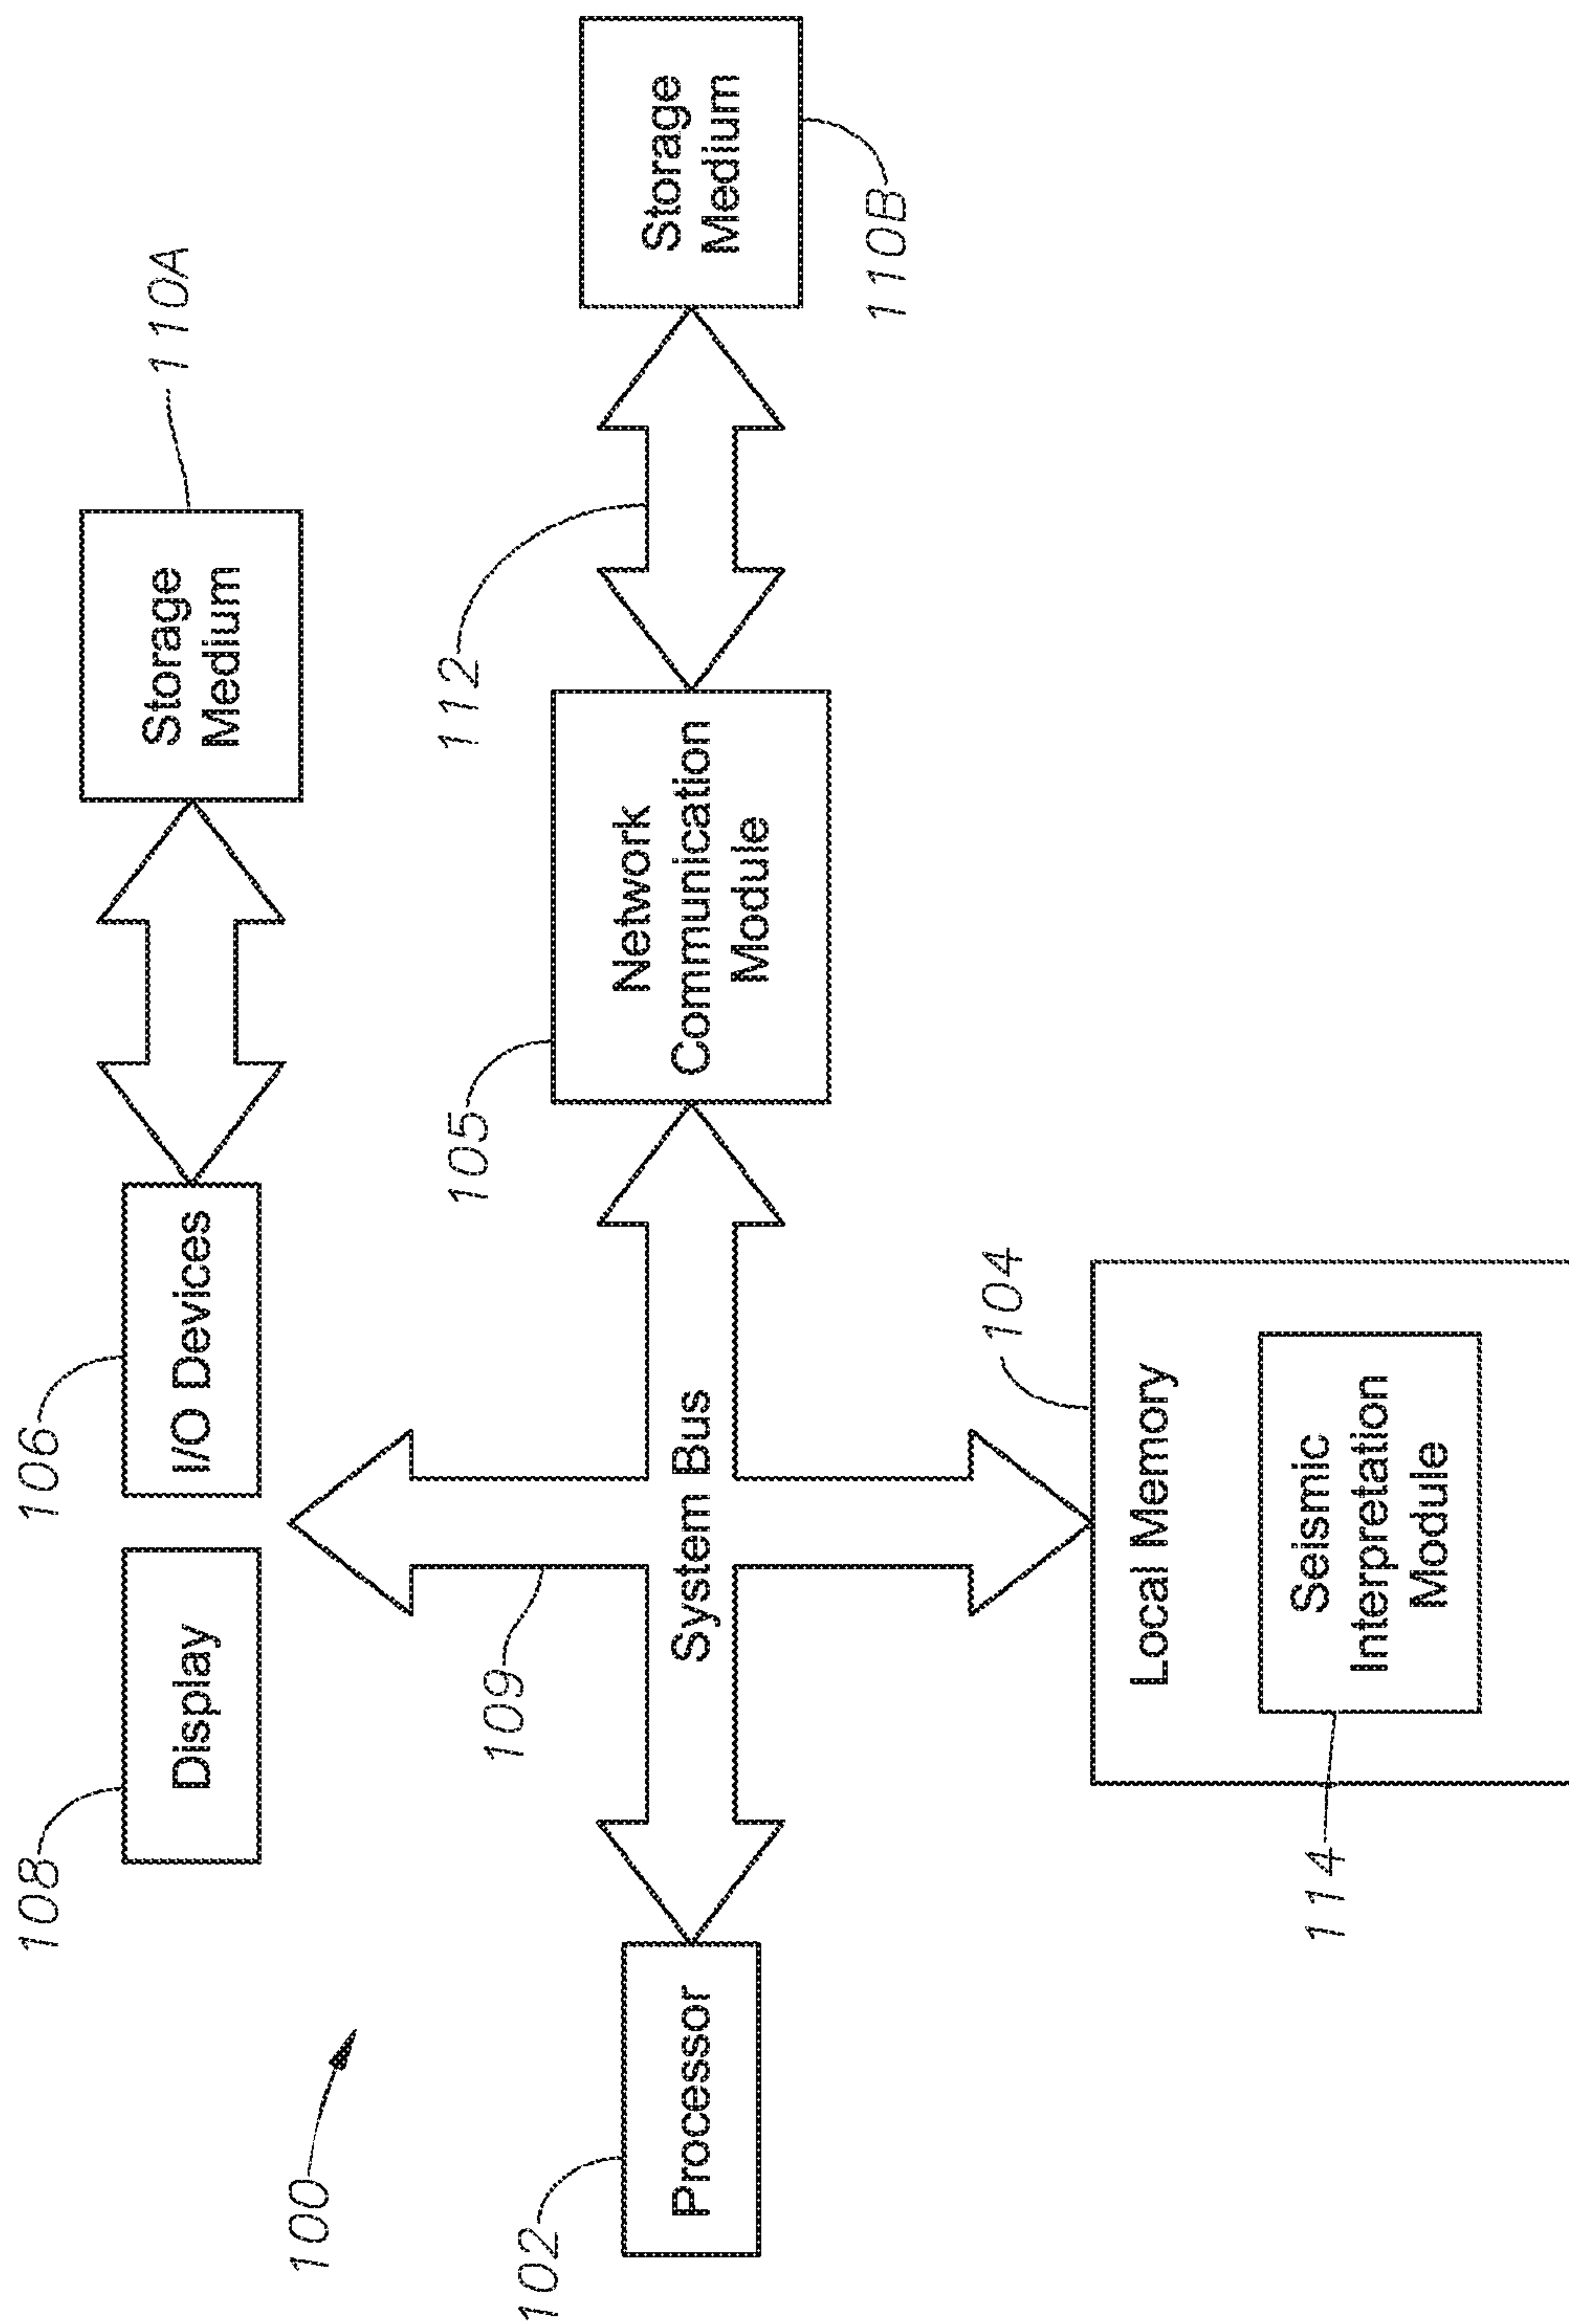 108
106
110A
Display
I/O Devices
Storage
Medium
100
109
105
112
102
Processor
System Bus
Network
Communication
Module
Storage
Medium
110B
104
Local Memory
Seismic
Interpretation
Module
114